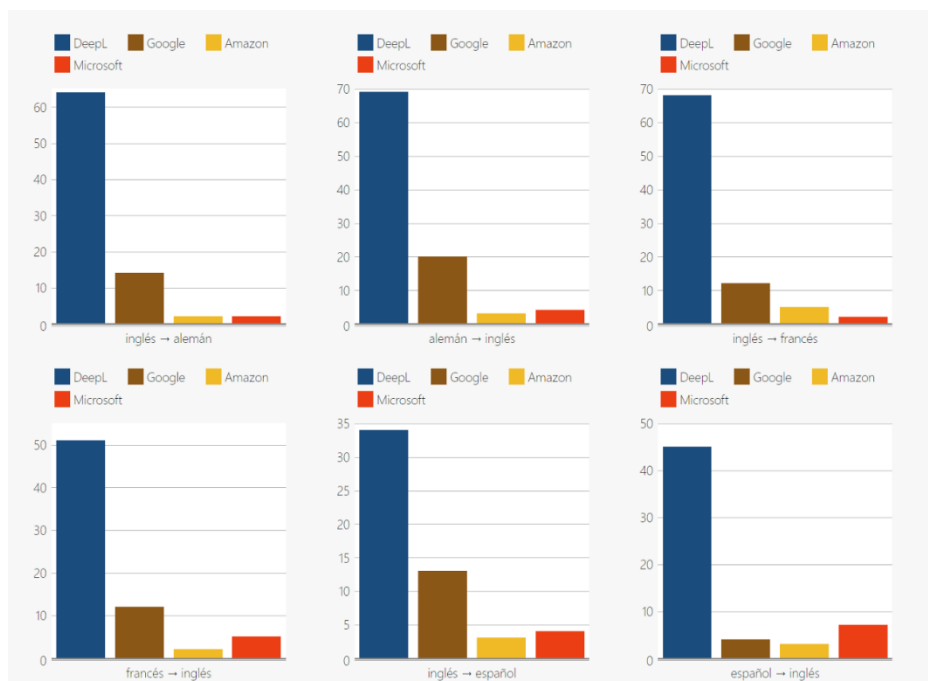 DeepL Google Amazon
Microsoft
60
50
40
30
20
10
0
inglés → alemán
DeepL Google Amazon
Microsoft
70
60
50
40
30
20
10
0
alemán → inglés
DeepL Google Amazon
Microsoft
70
60
50
40
30
20
10
0
inglés → francés
DeepL Google Amazon
Microsoft
50
40
30
20
10
0
francés → inglés
DeepL Google Amazon
Microsoft
35
30
25
20
15
10
5
0
inglés → español
DeepL Google Amazon
Microsoft
50
40
30
20
10
0
español → inglés